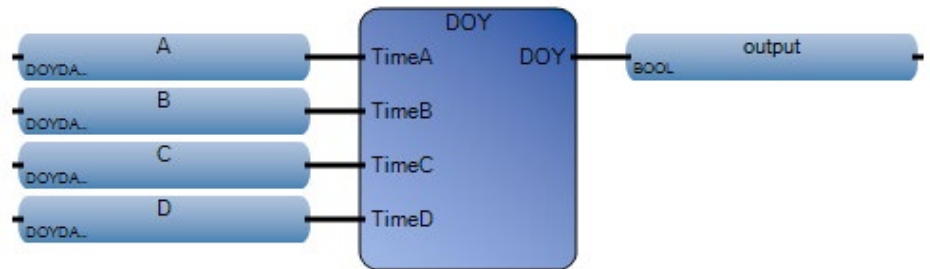 DOY
A
DOYDA...
TimeA
DOY
output
BOOL
B
DOYDA...
TimeB
C
DOYDA...
TimeC
D
DOYDA...
TimeD